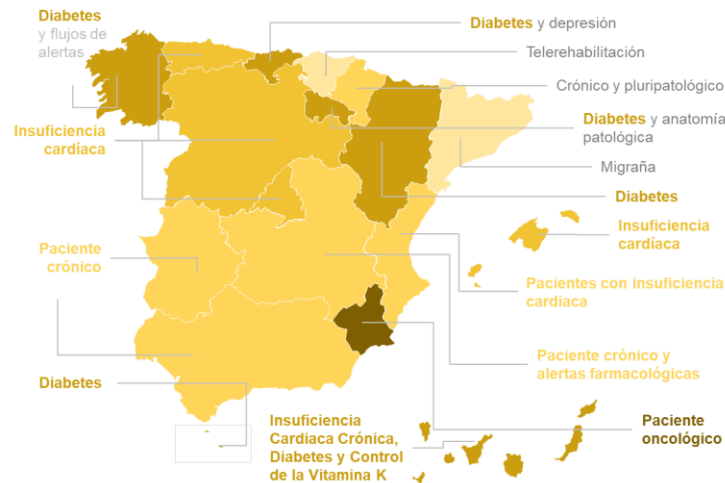 Diabetes
y flujos de
alertas
Insuficiencia
cardíaca
Paciente
crónico
Diabetes
Insuficiencia
Cardiaca Crónica,
Diabetes y Control
de la Vitamina K
Diabetes y depresión
Telerehabilitación
Crónico y pluripatológico
Diabetes y anatomía
patológica
Migraña
Diabetes
Insuficiencia
cardíaca
Pacientes con insuficiencia
cardiaca
Paciente crónico y
alertas farmacológicas
Paciente
oncológico